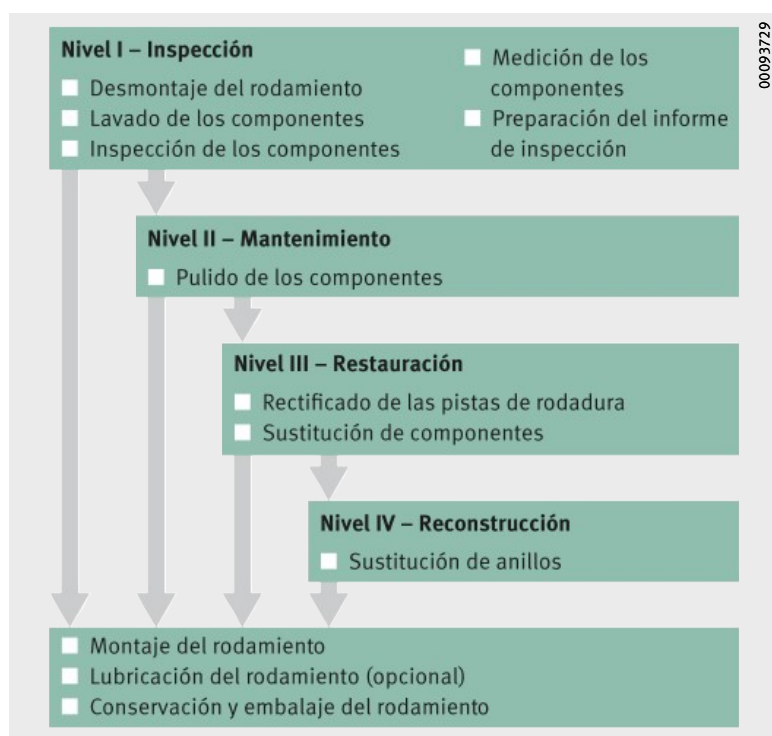 Nivel I – Inspección
Desmontaje del rodamiento
Lavado de los componentes
Inspección de los componentes
Medición de los
componentes
Preparación del informe
de inspección
00093729
Nivel II – Mantenimiento
Pulido de los componentes
Nivel III – Restauración
Rectificado de las pistas de rodadura
Sustitución de componentes
Nivel IV – Reconstrucción
Sustitución de anillos
Montaje del rodamiento
Lubricación del rodamiento (opcional)
Conservación y embalaje del rodamiento